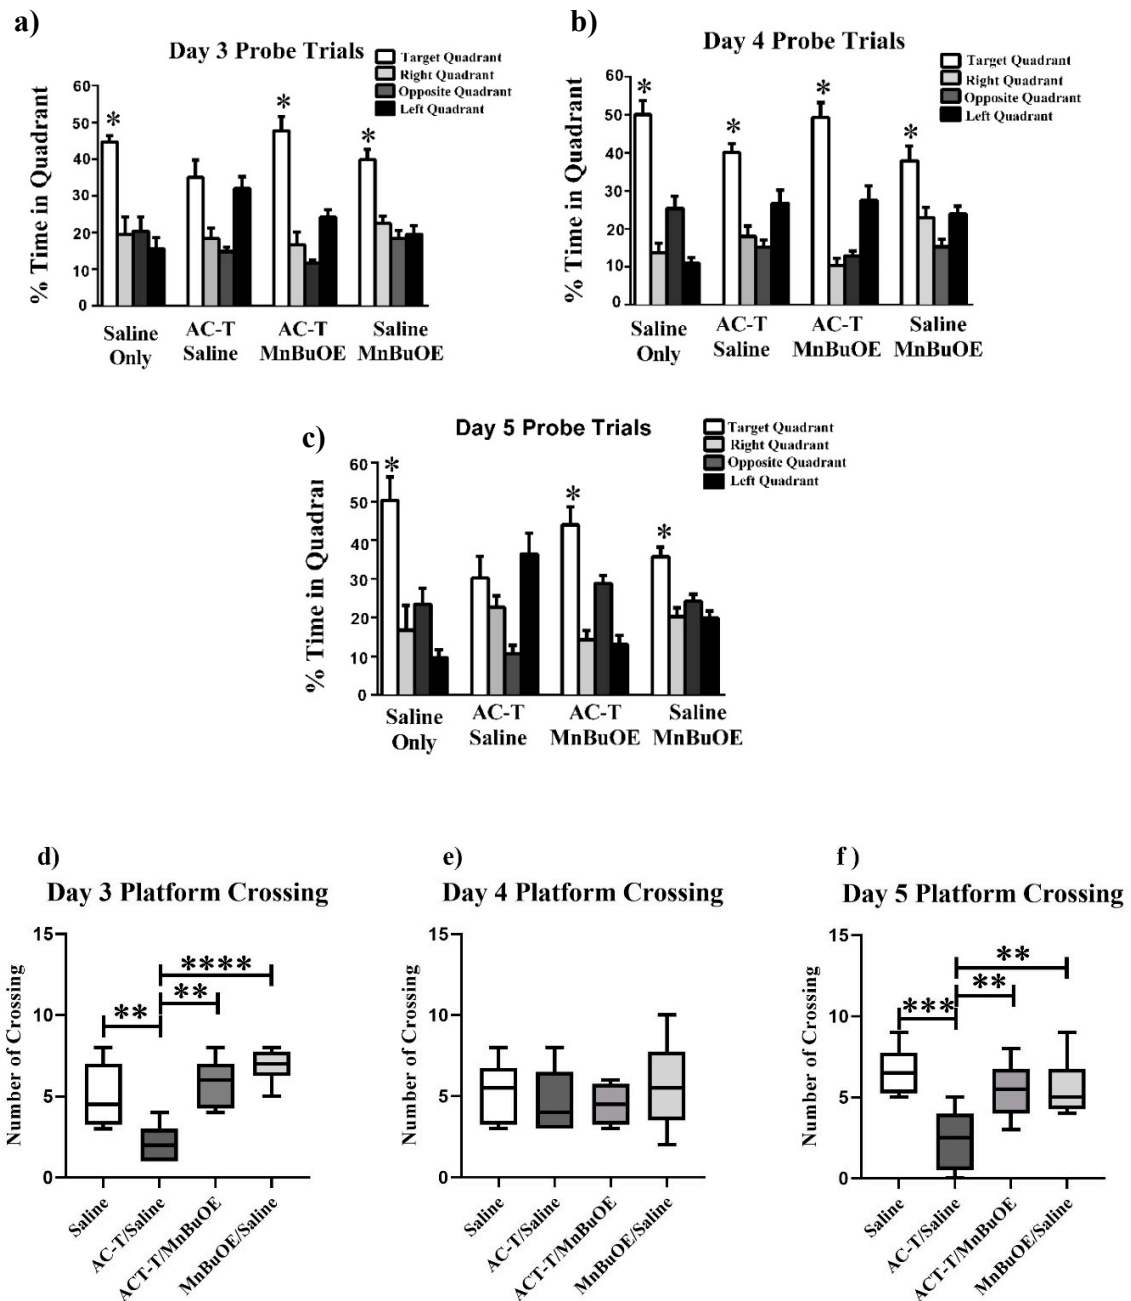 a)
Day 3 Probe Trials
Target Quadrant
Right Quadrant
Opposite Quadrant
Left Quadrant
% Time in Quadrant
60
50
40
30
20
10
0
*
*
*
Saline
Only
AC-T
Saline
AC-T
MnBuOE
Saline
MnBuOE
b)
Day 4 Probe Trials
Target Quadrant
Right Quadrant
Opposite Quadrant
Left Quadrant
% Time in Quadrant
60
50
40
30
20
10
0
*
*
*
*
Saline
Only
AC-T
Saline
AC-T
MnBuOE
Saline
MnBuOE
c)
Day 5 Probe Trials
Target Quadrant
Right Quadrant
Opposite Quadrant
Left Quadrant
% Time in Quadrar
60
50
40
30
20
10
0
*
*
*
Saline
Only
AC-T
Saline
AC-T
MnBuOE
Saline
MnBuOE
d)
Day 3 Platform Crossing
Number of Crossing
15
10
5
0
****
**
**
Saline
AC-T/Saline
ACT-T/MnBuOE
MnBuOE/Saline
e)
Day 4 Platform Crossing
Number of Crossing
15
10
5
0
Saline
AC-T/Saline
ACT-T/MnBuOE
MnBuOE/Saline
f )
Day 5 Platform Crossing
Number of Crossing
15
10
5
0
**
**
***
Saline
AC-T/Saline
ACT-T/MnBuOE
MnBuOE/Saline